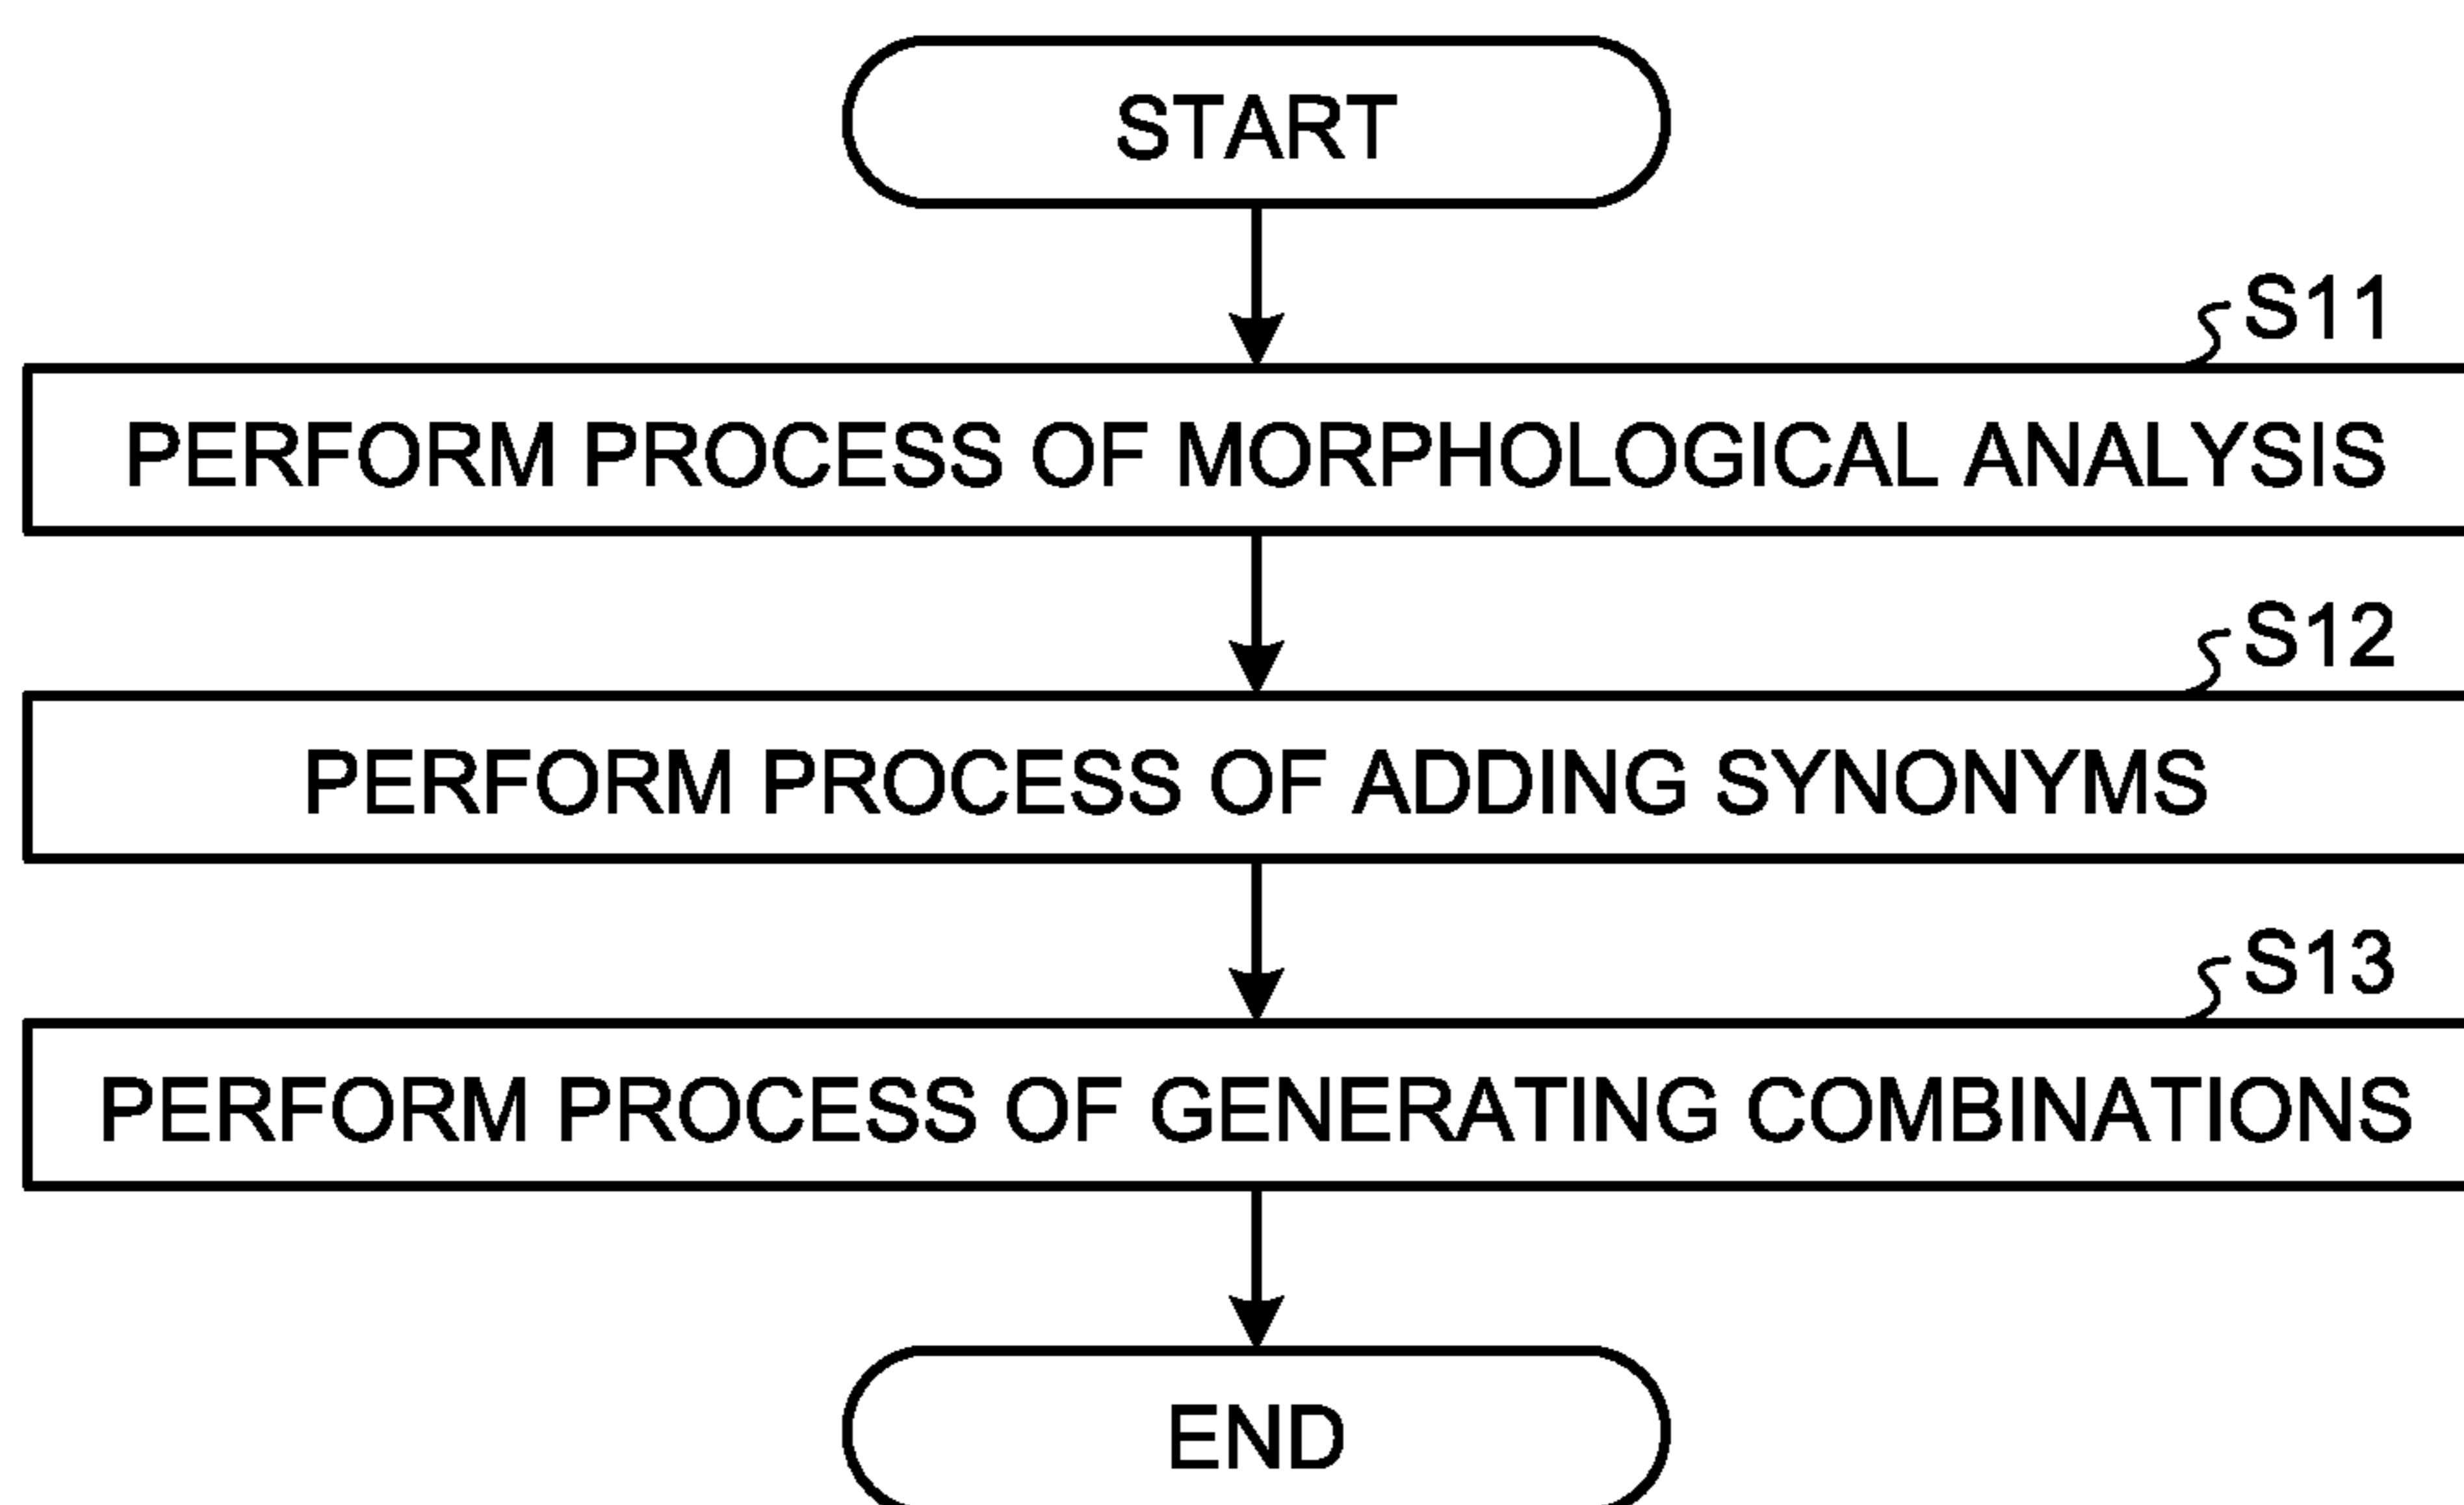 START
S11
PERFORM PROCESS OF MORPHOLOGICAL ANALYSIS
S12
PERFORM PROCESS OF ADDING SYNONYMS
S13
PERFORM PROCESS OF GENERATING COMBINATIONS
END